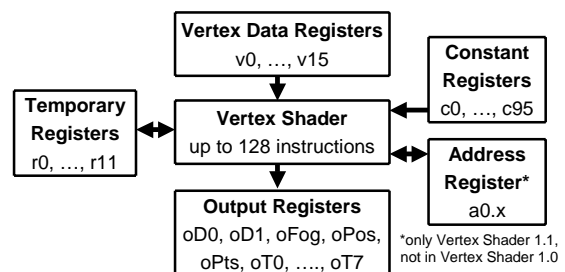 Vertex Data Registers
v0, …, v15
Constant
Registers
c0, …, c95
Temporary
Registers
r0, …, r11
Vertex Shader
up to 128 instructions
Address
Register*
a0.x
Output Registers
oD0, oD1, oFog, oPos,
oPts, oT0, …., oT7
*only Vertex Shader 1.1,
not in Vertex Shader 1.0